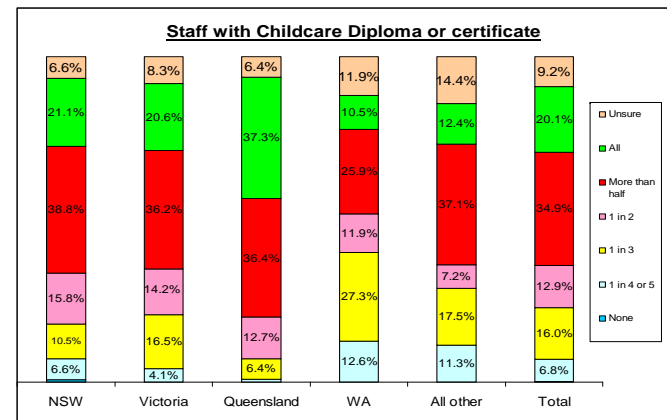 Staff with Childcare Diploma or certificate
6.6% 8.3% 6.4% 11.9% 14.4% 9.2%
21.1% 20.6% 37.3% 10.5% 12.4% 20.1%
38.8% 36.2% 36.4% 25.9% 37.1% 34.9%
15.8% 14.2% 12.7% 11.9% 7.2% 12.9%
10.5% 16.5% 6.4% 27.3% 17.5% 16.0%
6.6% 4.1% 12.6% 11.3% 6.8%
NSW Victoria Queensland WA All other Total
Unsure
All
More than
half
1 in 2
1 in 3
1 in 4 or 5
None